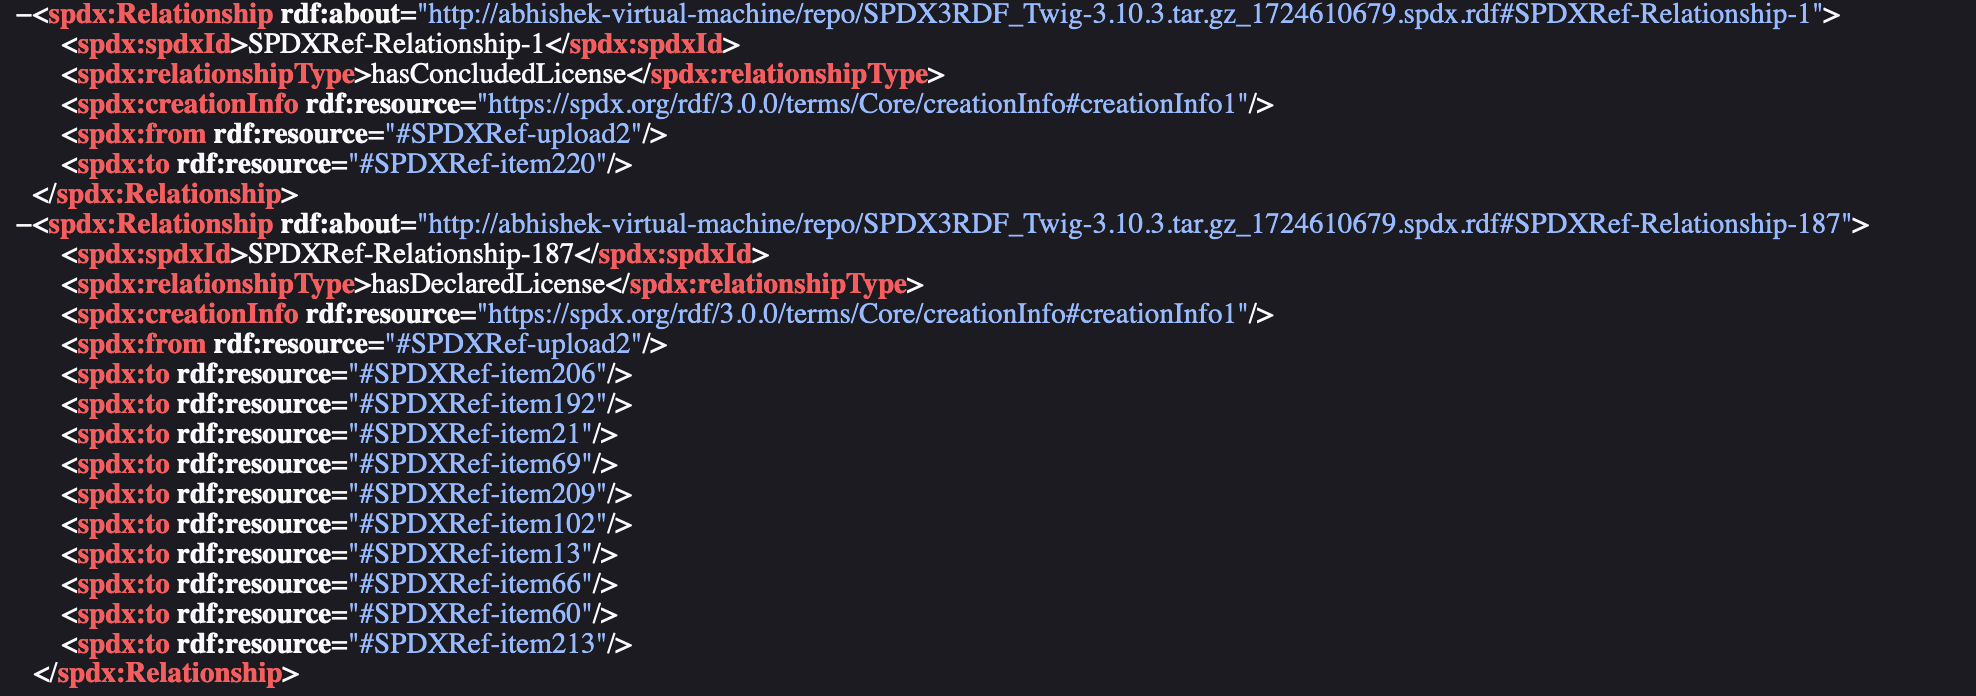 −<spdx:Relationship rdf:about="http://abhishek-virtual-machine/repo/SPDX3RDF_Twig-3.10.3.tar.gz_1724610679.spdx.rdf#SPDXRef-Relationship-1">
<spdx:spdxId>SPDXRef-Relationship-1</spdx:spdxId>
<spdx:relationshipType>hasConcludedLicense</spdx:relationshipType>
<spdx:creationInfo rdf:resource="https://spdx.org/rdf/3.0.0/terms/Core/creationInfo#creationInfo1"/>
<spdx:from rdf:resource="#SPDXRef-upload2"/>
<spdx:to rdf:resource="#SPDXRef-item220"/>
</spdx:Relationship>
−<spdx:Relationship rdf:about="http://abhishek-virtual-machine/repo/SPDX3RDF_Twig-3.10.3.tar.gz_1724610679.spdx.rdf#SPDXRef-Relationship-187">
<spdx:spdxId>SPDXRef-Relationship-187</spdx:spdxId>
<spdx:relationshipType>hasDeclaredLicense</spdx:relationshipType>
<spdx:creationInfo rdf:resource="https://spdx.org/rdf/3.0.0/terms/Core/creationInfo#creationInfo1"/>
<spdx:from rdf:resource="#SPDXRef-upload2"/>
<spdx:to rdf:resource="#SPDXRef-item206"/>
<spdx:to rdf:resource="#SPDXRef-item192"/>
<spdx:to rdf:resource="#SPDXRef-item21"/>
<spdx:to rdf:resource="#SPDXRef-item69"/>
<spdx:to rdf:resource="#SPDXRef-item209"/>
<spdx:to rdf:resource="#SPDXRef-item102"/>
<spdx:to rdf:resource="#SPDXRef-item13"/>
<spdx:to rdf:resource="#SPDXRef-item66"/>
<spdx:to rdf:resource="#SPDXRef-item60"/>
<spdx:to rdf:resource="#SPDXRef-item213"/>
</spdx:Relationship>